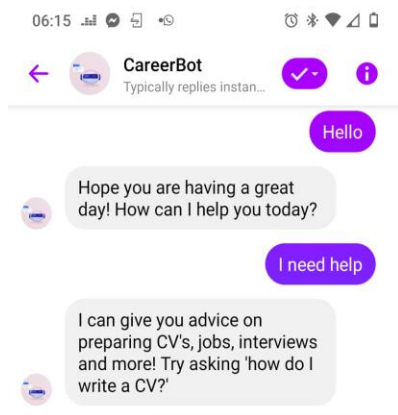 06:15
CareerBot
Typically replies instan...
Hello
Hope you are having a great
day! How can I help you today?
I need help
I can give you advice on
preparing CV's, jobs, interviews
and more! Try asking 'how do I
write a CV?'